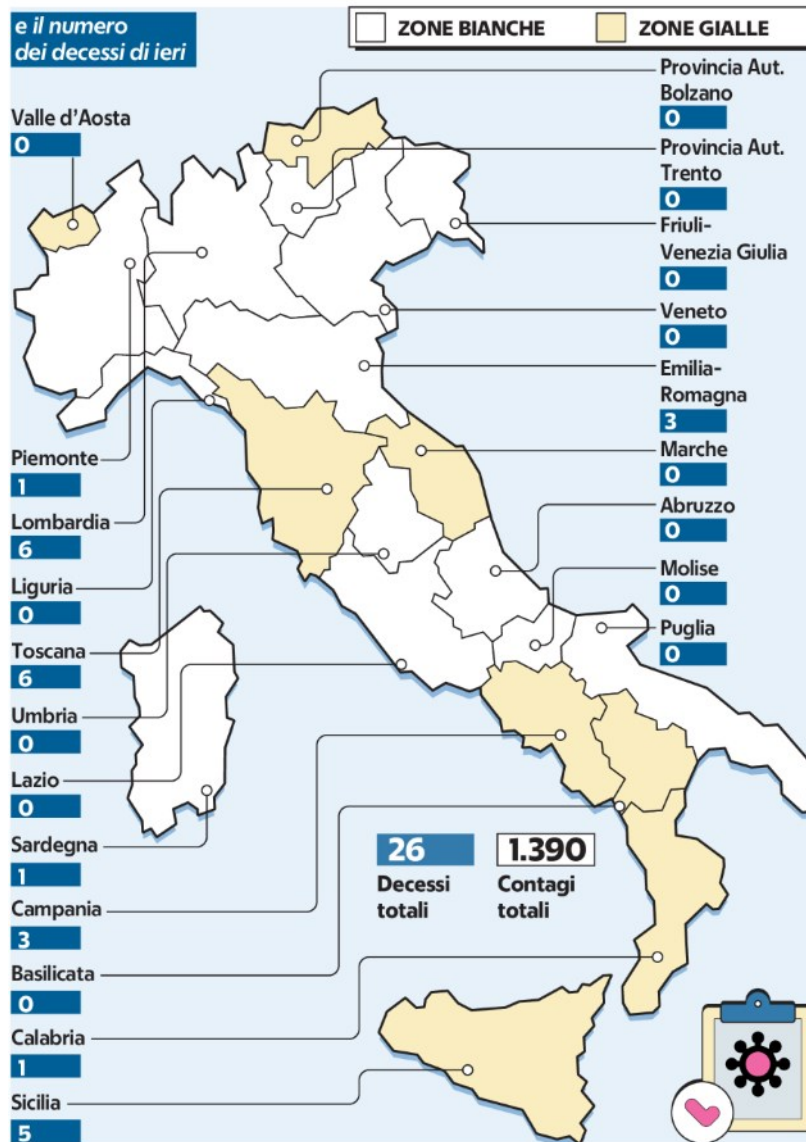 e il numero
dei decessi di ieri
ZONE BIANCHE
ZONE GIALLE
Valle d'Aosta
0
Piemonte
1
Lombardia
6
Liguria
0
Toscana
6
Umbria
0
Lazio
0
Sardegna
1
Campania
3
Basilicata
0
Calabria
1
Sicilia
5
Provincia Aut.
Bolzano
0
Provincia Aut.
Trento
0
Friuli-
Venezia Giulia
0
Veneto
0
Emilia-
Romagna
3
Marche
0
Abruzzo
0
Molise
0
Puglia
0
26
Decessi
totali
1.390
Contagi
totali